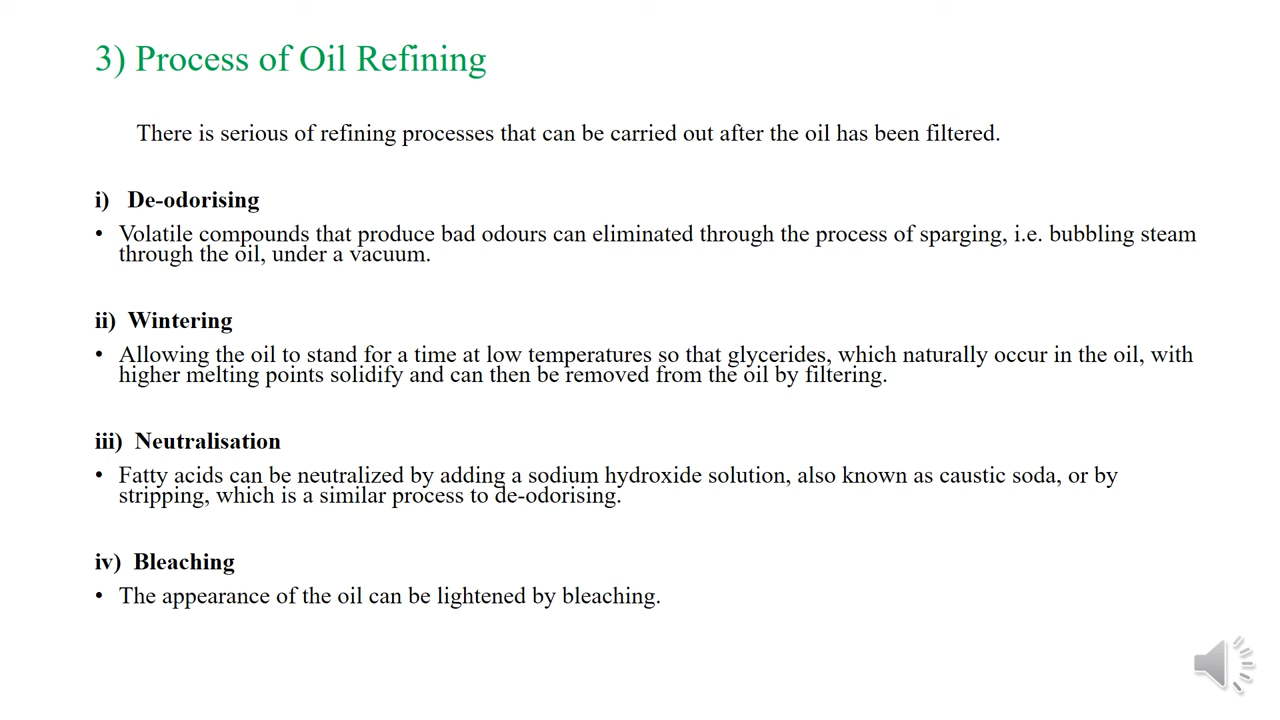 3) Process of Oil Refining
There is serious of refining processes that can be carried out after the oil has been filtered.
i) De-odorising
• Volatile compounds that produce bad odours can eliminated through the process of sparging, i.e. bubbling steam
through the oil, under a vacuum.
ii) Wintering
• Allowing the oil to stand for a time at low temperatures so that glycerides, which naturally occur in the oil, with
higher melting points solidify and can then be removed from the oil by filtering.
iii) Neutralisation
• Fatty acids can be neutralized by adding a sodium hydroxide solution, also known as caustic soda, or by
stripping, which is a similar process to de-odorising.
iv) Bleaching
• The appearance of the oil can be lightened by bleaching.